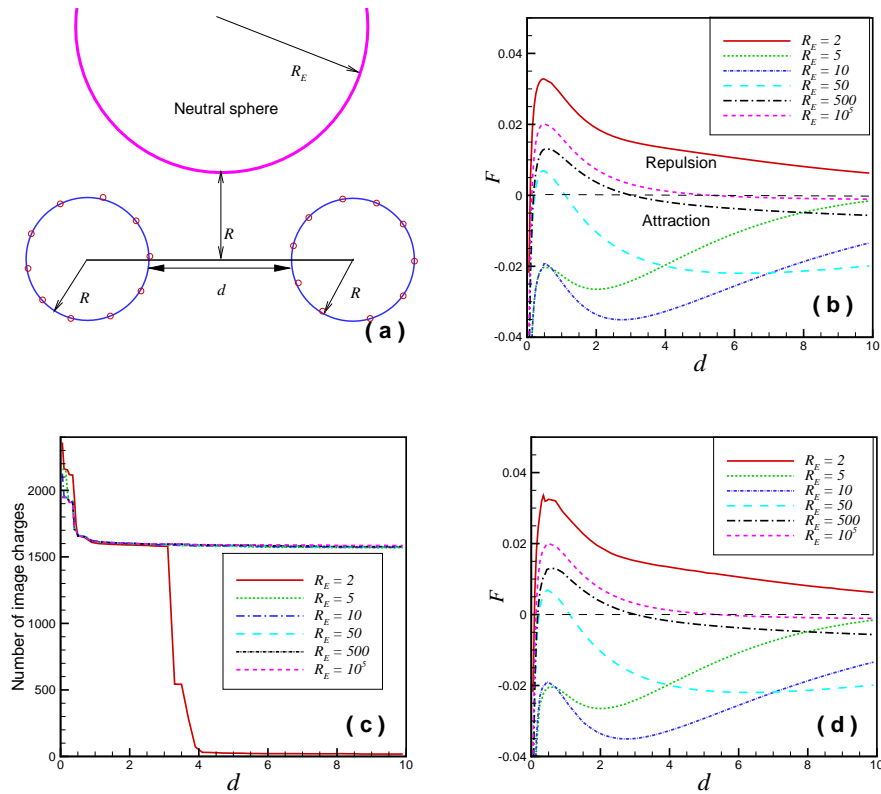 R_E
Neutral sphere
R
d
R
R
( a )
F
0.04
0.02
0
-0.02
-0.04
R_E = 2
R_E = 5
R_E = 10
R_E = 50
R_E = 500
R_E = 10^5
Repulsion
Attraction
( b )
0 2 4 6 8 10
d
Number of image charges
2000
1500
1000
500
0
R_E = 2
R_E = 5
R_E = 10
R_E = 50
R_E = 500
R_E = 10^5
( c )
0 2 4 6 8 10
d
F
0.04
0.02
0
-0.02
-0.04
R_E = 2
R_E = 5
R_E = 10
R_E = 50
R_E = 500
R_E = 10^5
( d )
0 2 4 6 8 10
d